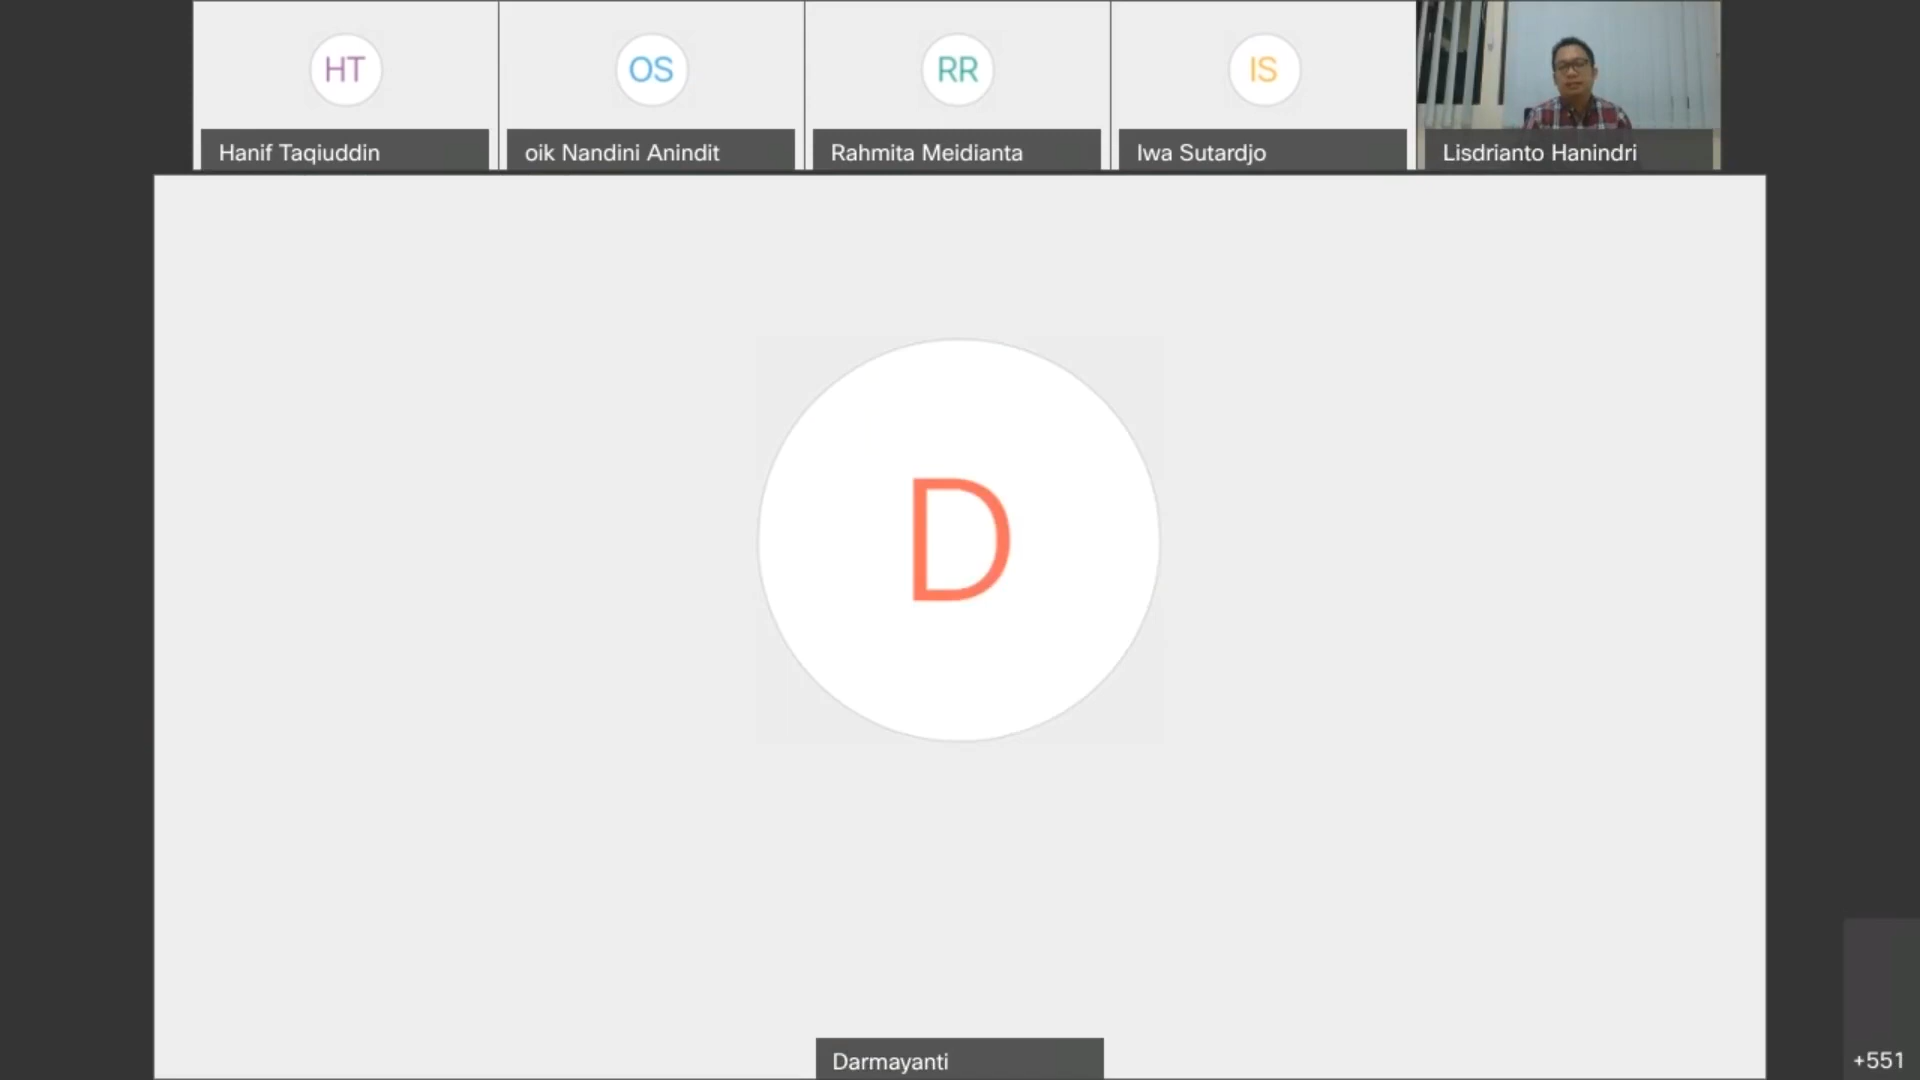 HT
OS
RR
IS
Hanif Taqiuddin
oik Nandini Anindit
Rahmita Meidianta
Iwa Sutardjo
Lisdrianto Hanindri
D
Darmayanti
+551